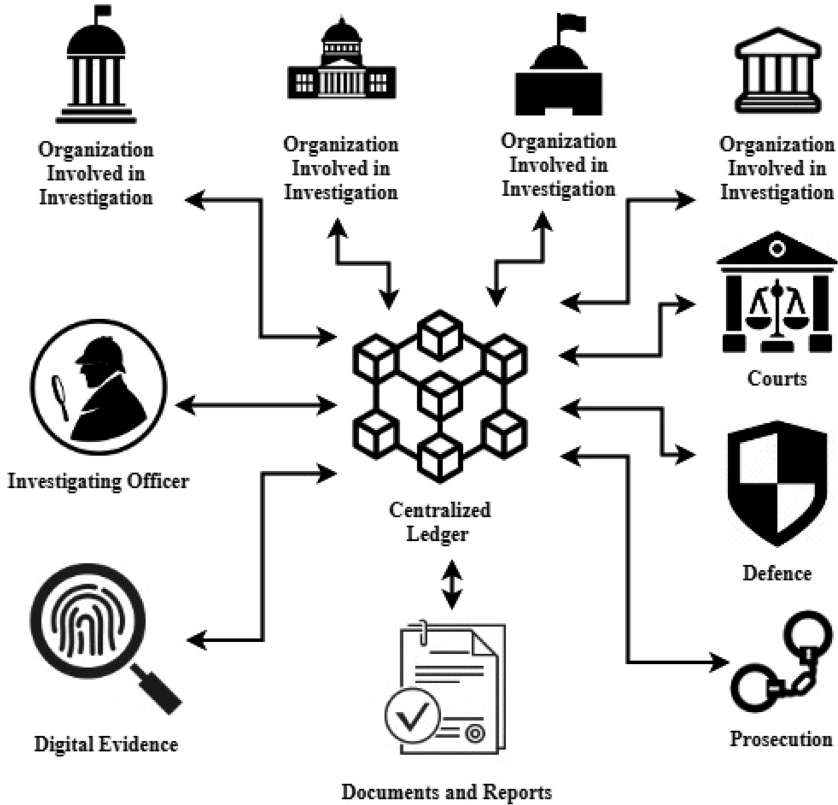 Organization
Involved in
Investigation
Organization
Involved in
Investigation
Organization
Involved in
Investigation
Organization
Involved in
Investigation
Courts
Investigating Officer
Centralized
Ledger
Defence
Digital Evidence
Prosecution
Documents and Reports